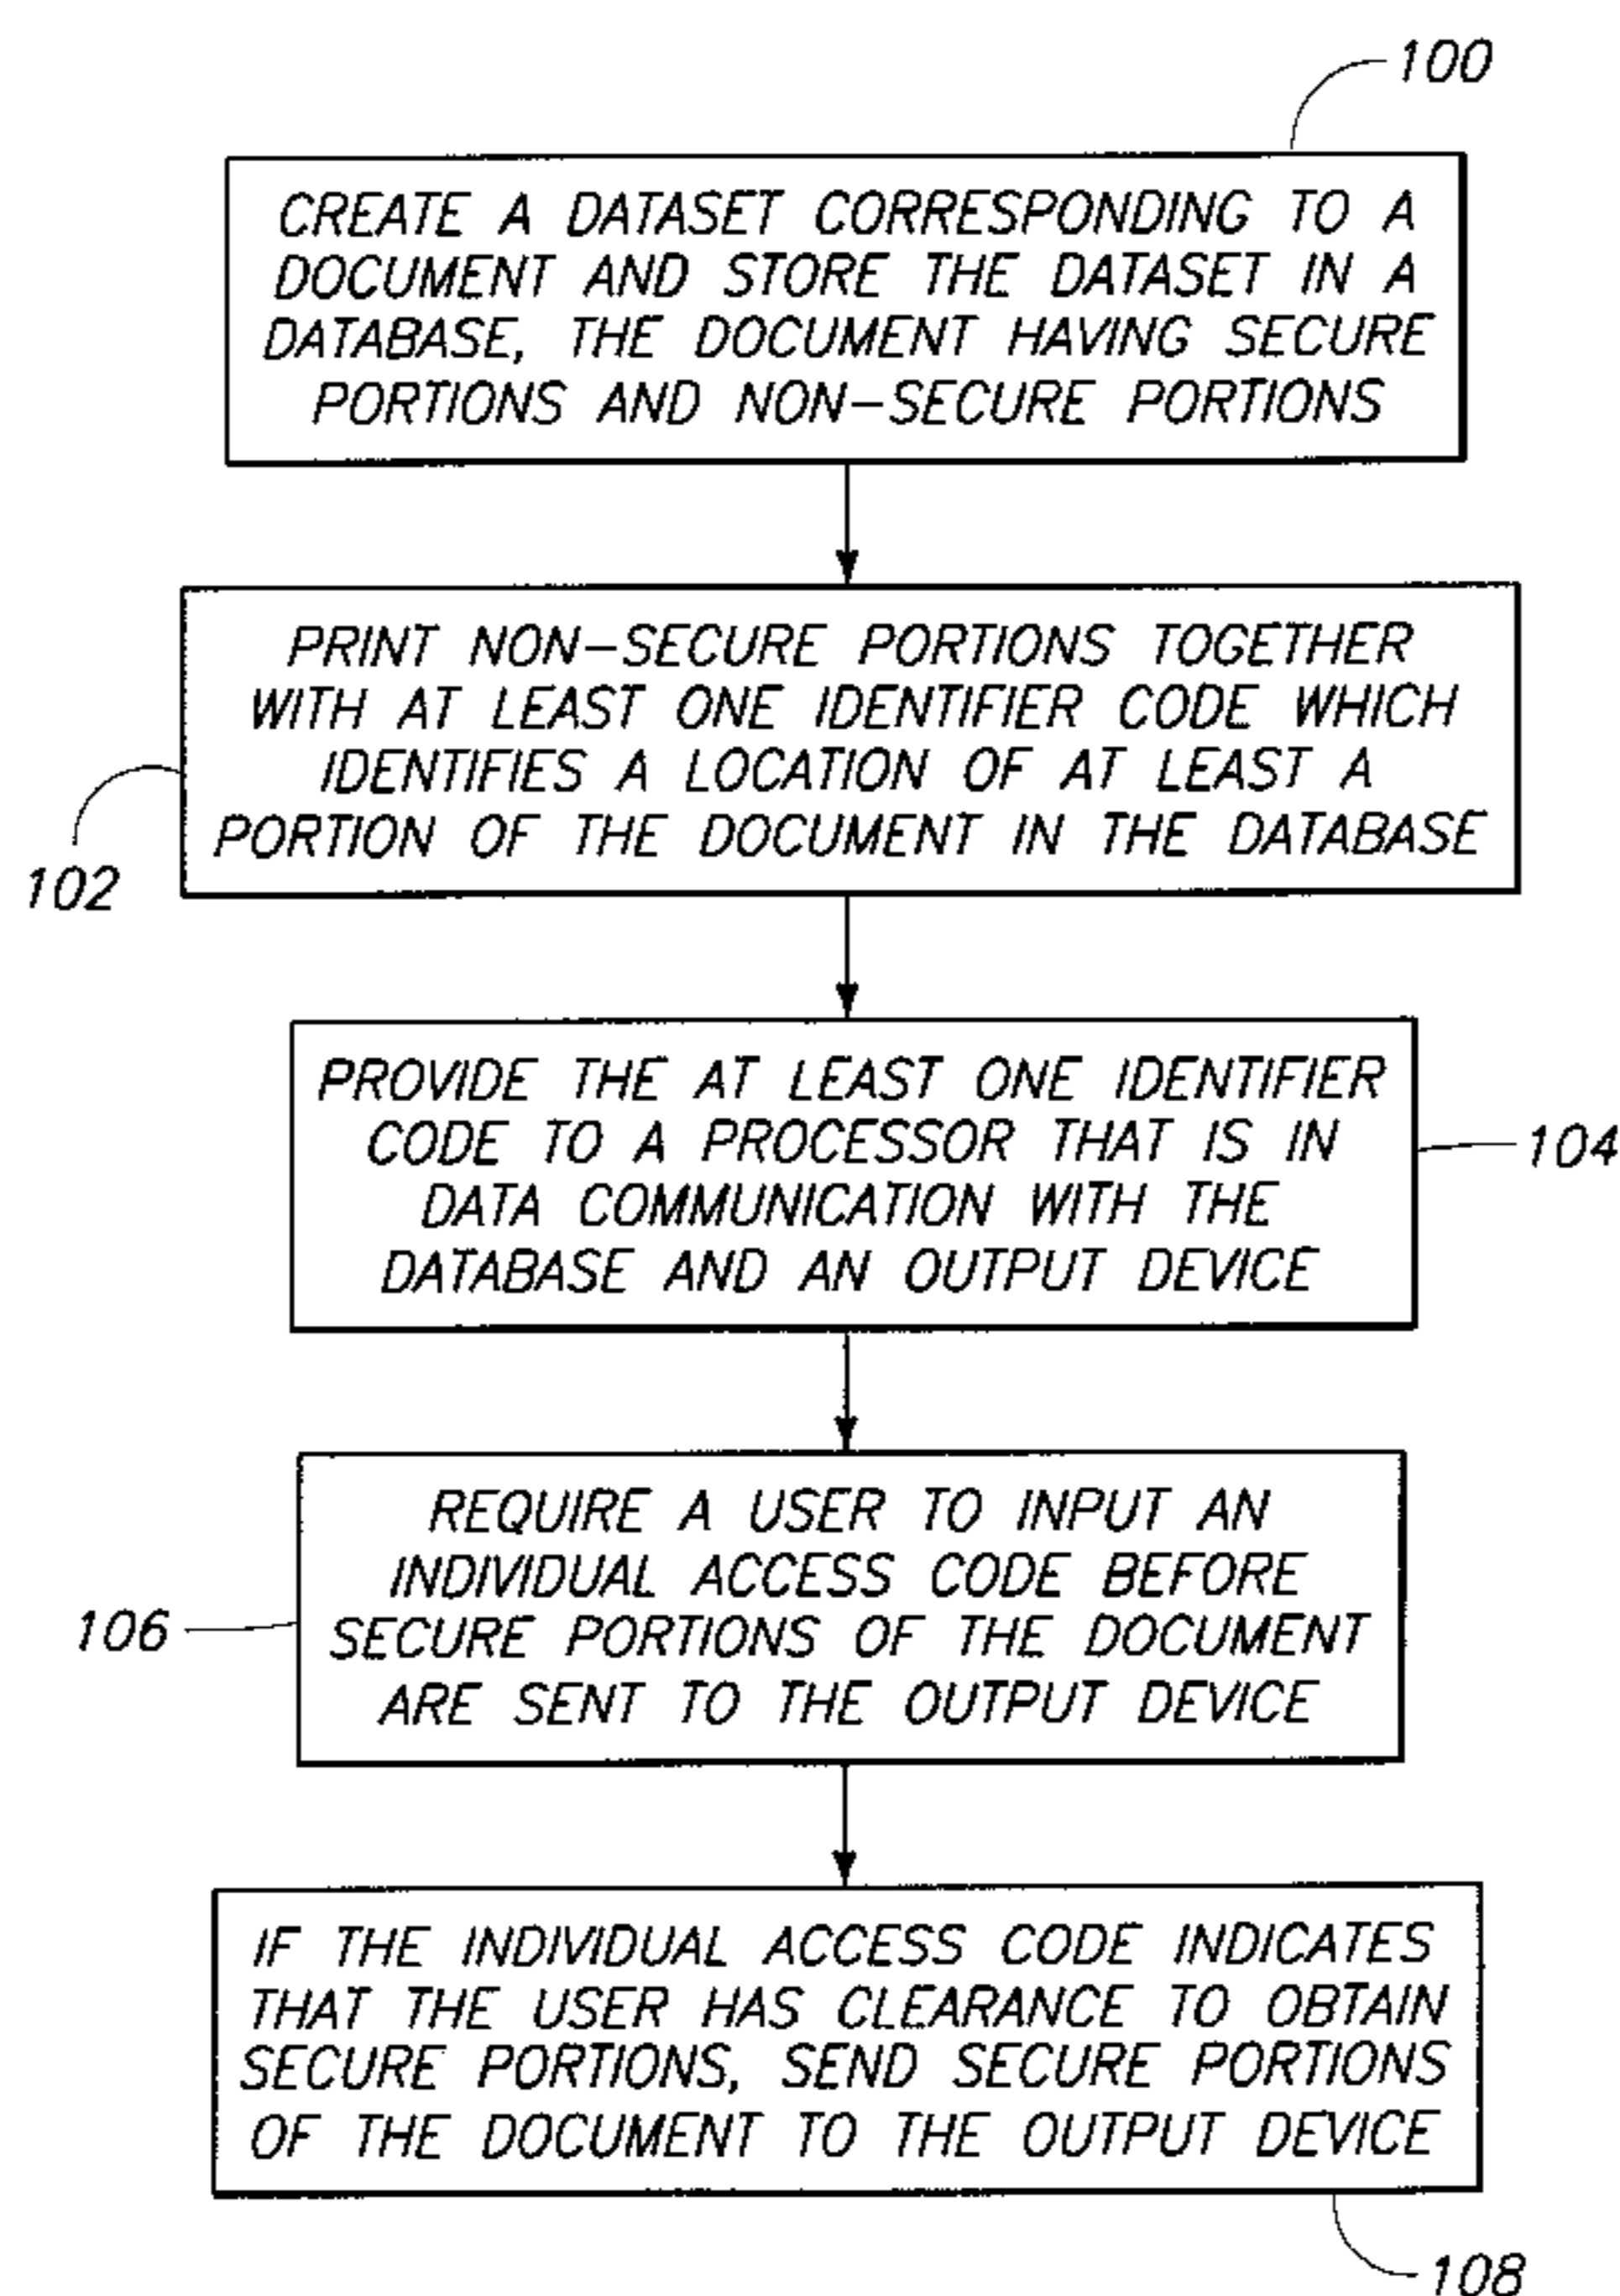 100
CREATE A DATASET CORRESPONDING TO A
DOCUMENT AND STORE THE DATASET IN A
DATABASE, THE DOCUMENT HAVING SECURE
PORTIONS AND NON-SECURE PORTIONS
PRINT NON-SECURE PORTIONS TOGETHER
WITH AT LEAST ONE IDENTIFIER CODE WHICH
IDENTIFIES A LOCATION OF AT LEAST A
PORTION OF THE DOCUMENT IN THE DATABASE
102
PROVIDE THE AT LEAST ONE IDENTIFIER
CODE TO A PROCESSOR THAT IS IN
DATA COMMUNICATION WITH THE
DATABASE AND AN OUTPUT DEVICE
104
REQUIRE A USER TO INPUT AN
INDIVIDUAL ACCESS CODE BEFORE
SECURE PORTIONS OF THE DOCUMENT
ARE SENT TO THE OUTPUT DEVICE
106
IF THE INDIVIDUAL ACCESS CODE INDICATES
THAT THE USER HAS CLEARANCE TO OBTAIN
SECURE PORTIONS, SEND SECURE PORTIONS
OF THE DOCUMENT TO THE OUTPUT DEVICE
108